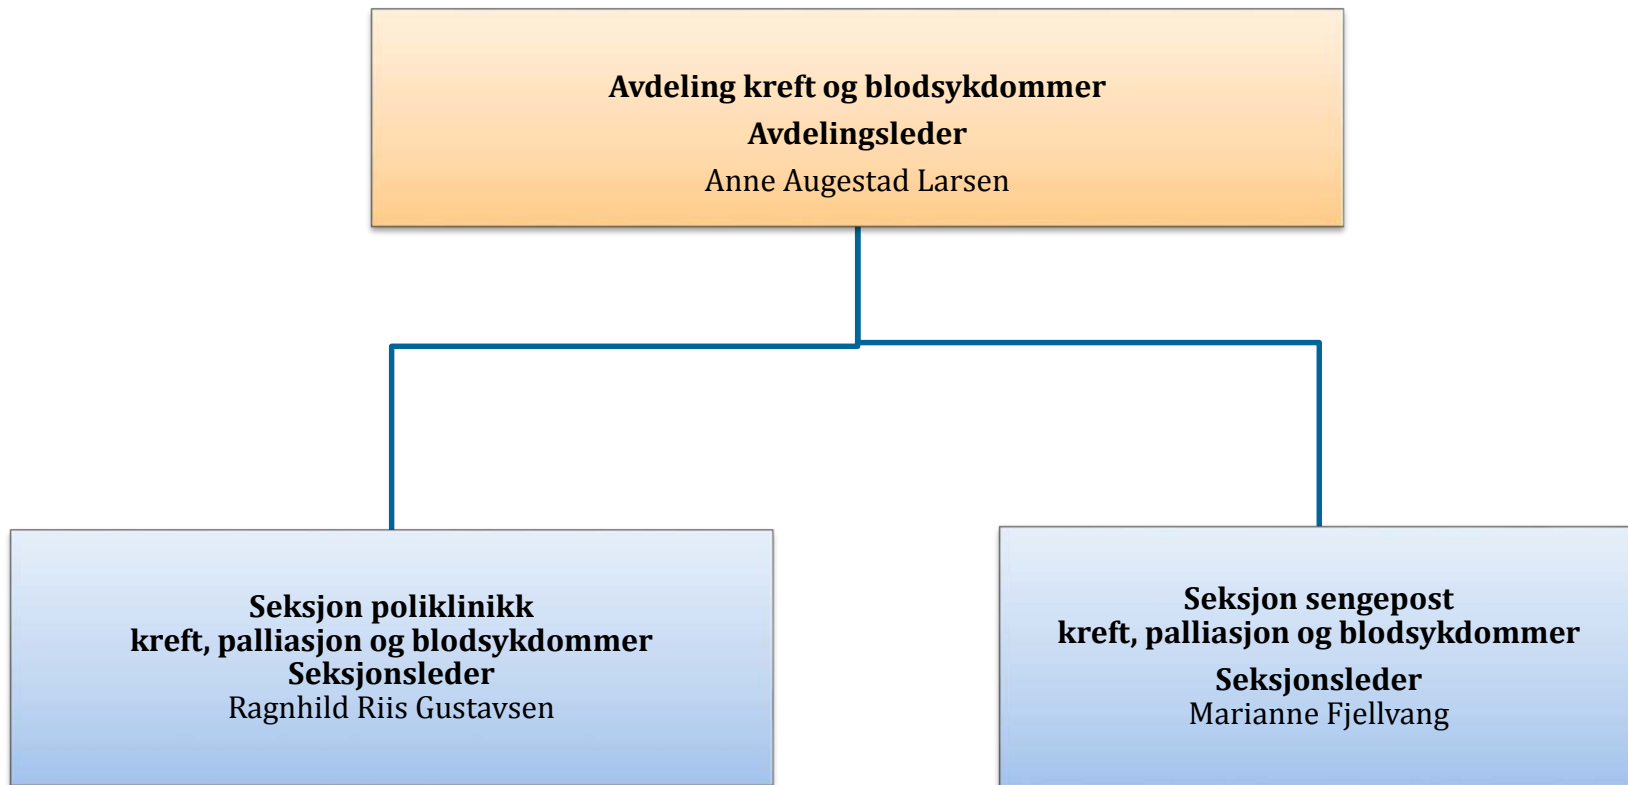 Avdeling kreft og blodsykdommer
Avdelingsleder
Anne Augestad Larsen
Seksjon poliklinikk
kreft, palliasjon og blodsykdommer
Seksjonsleder
Ragnhild Riis Gustavsen
Seksjon sengepost
kreft, palliasjon og blodsykdommer
Seksjonsleder
Marianne Fjellvang